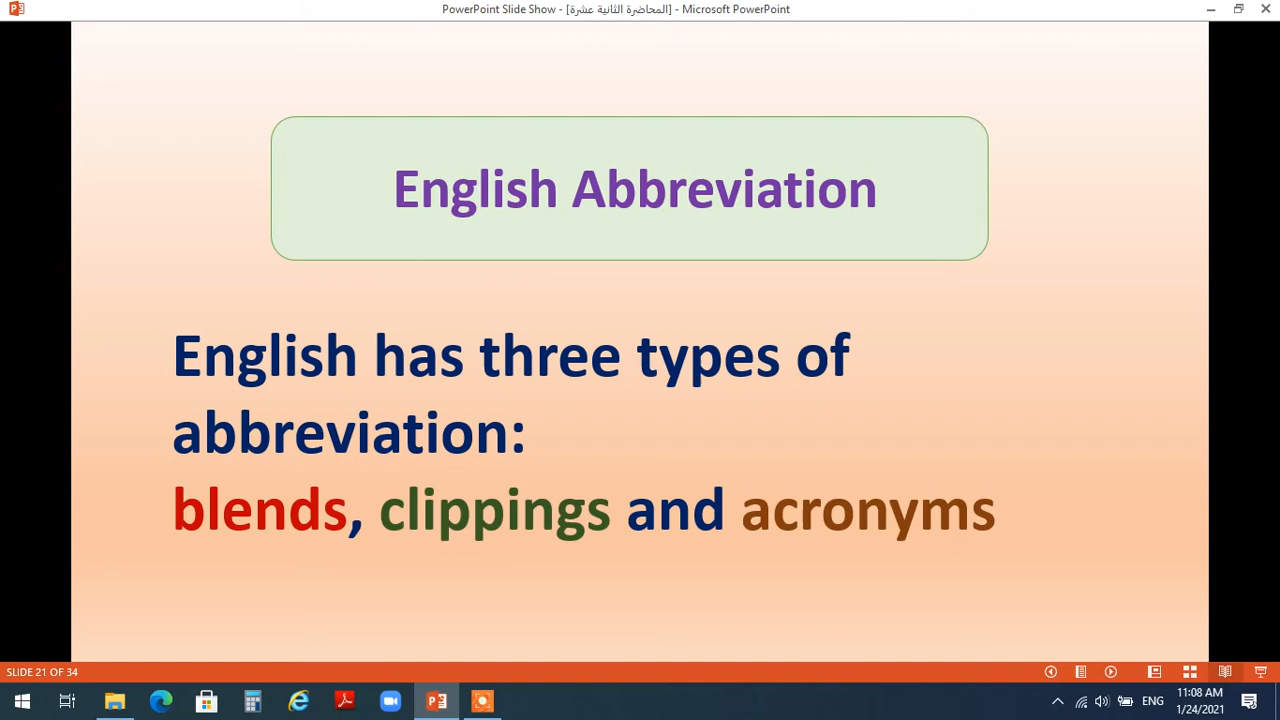 PowerPoint Slide Show - [المحاضرة الثانية عشرة] - Microsoft PowerPoint
English Abbreviation
English has three types of
abbreviation:
blends, clippings and acronyms
SLIDE 21 OF 34
ENG
11:08 AM
1/24/2021